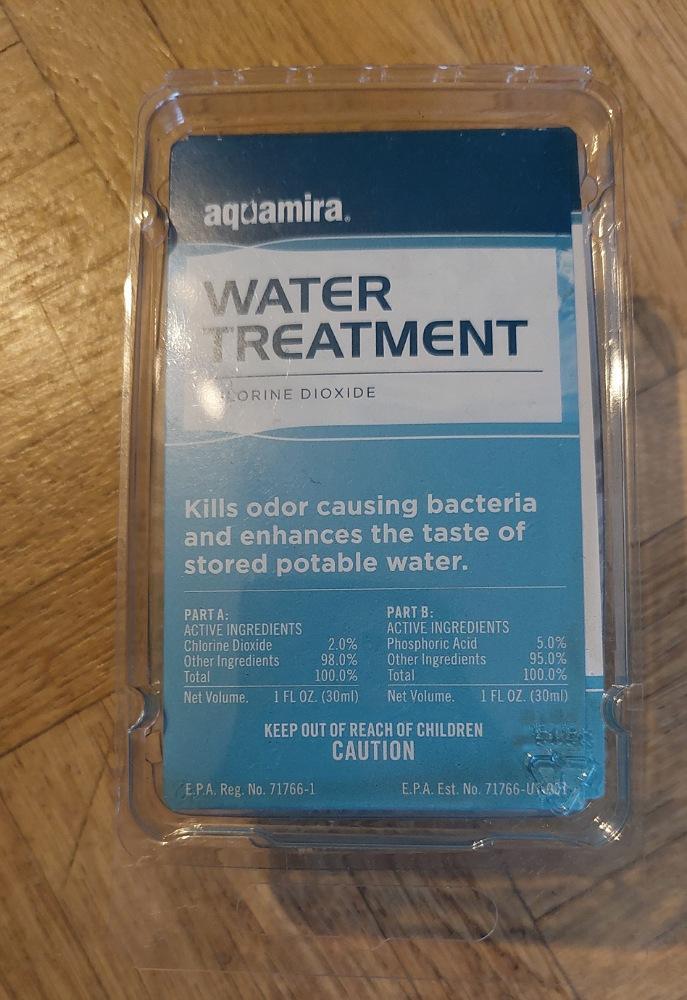 aquamira®
WATER
TREATMENT
CHLORINE DIOXIDE
Kills odor causing bacteria
and enhances the taste of
stored potable water.
PART A:
ACTIVE INGREDIENTS
Chlorine Dioxide 2.0%
Other Ingredients 98.0%
Total 100.0%
Net Volume. 1 FL OZ. (30ml)
PART B:
ACTIVE INGREDIENTS
Phosphoric Acid 5.0%
Other Ingredients 95.0%
Total 100.0%
Net Volume. 1 FL OZ. (30ml)
KEEP OUT OF REACH OF CHILDREN
CAUTION
E.P.A. Reg. No. 71766-1
E.P.A. Est. No. 71766-UT-001